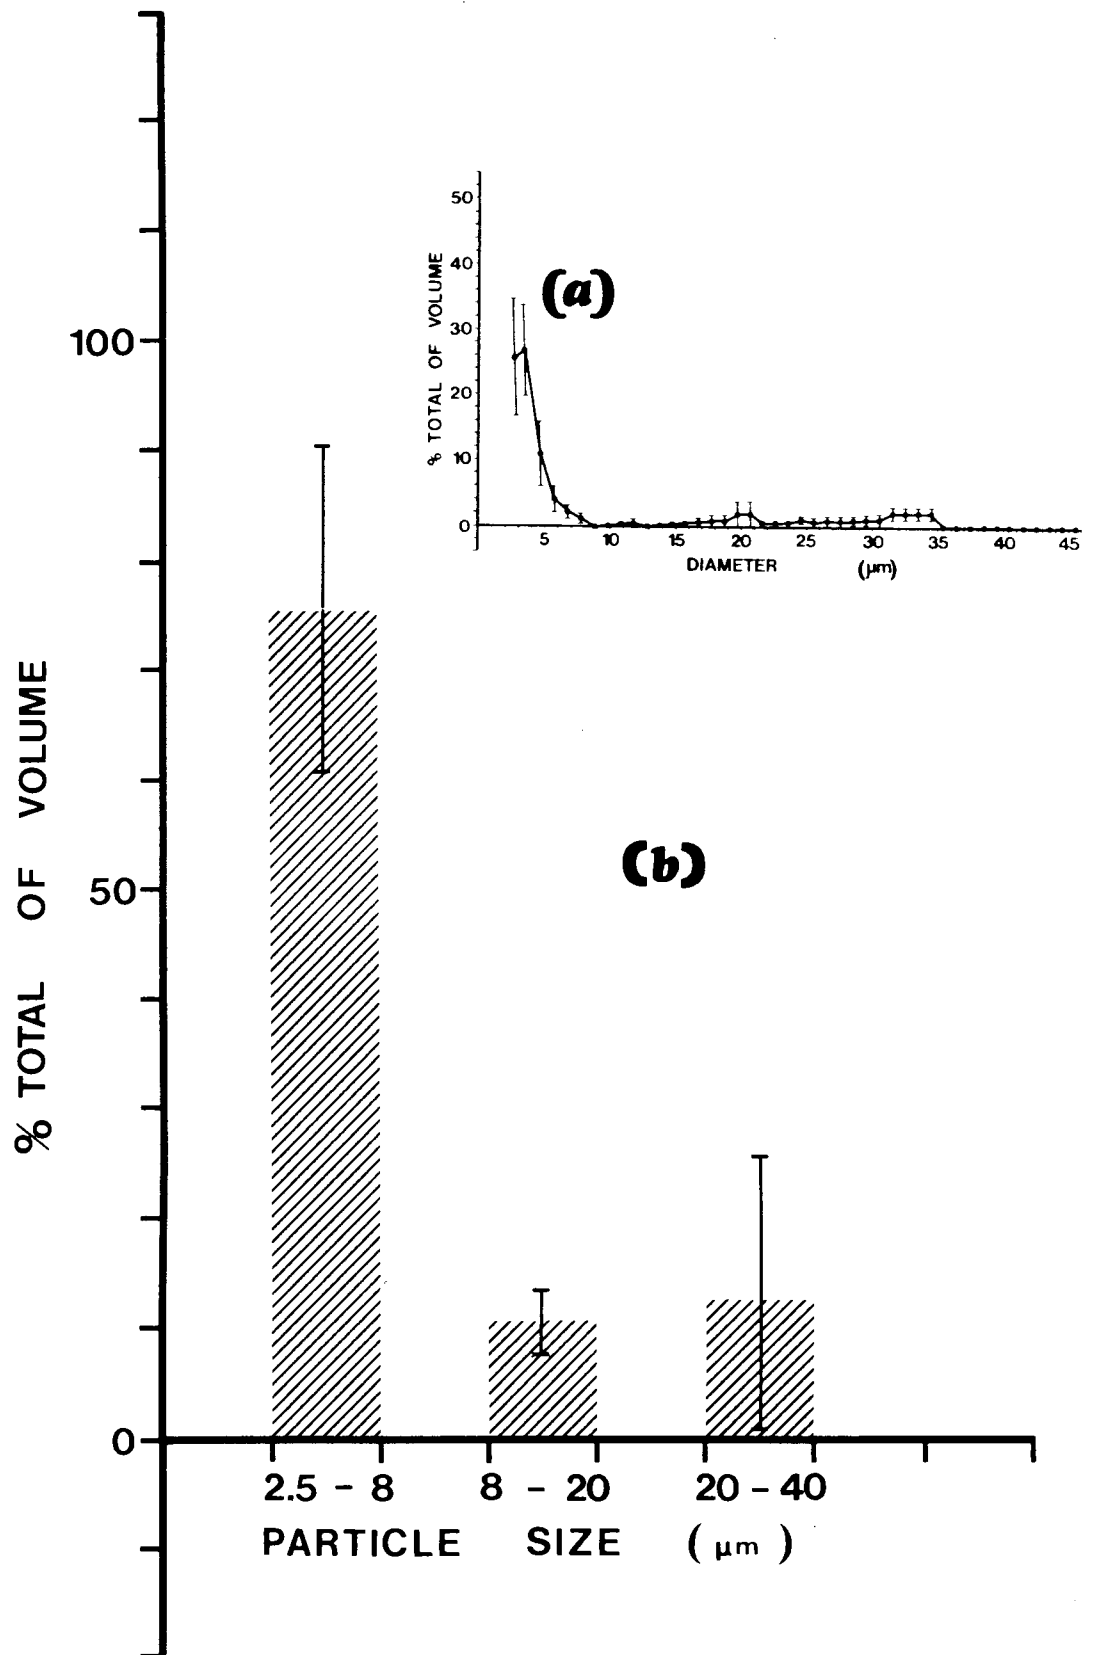 50
40
(a)
30
20
10
0
% TOTAL OF VOLUME
5 10 15 20 25 30 35 40 45
DIAMETER (µm)
100
50
0
% TOTAL OF VOLUME
(b)
2.5 - 8 8 - 20 20 - 40
PARTICLE SIZE (µm)